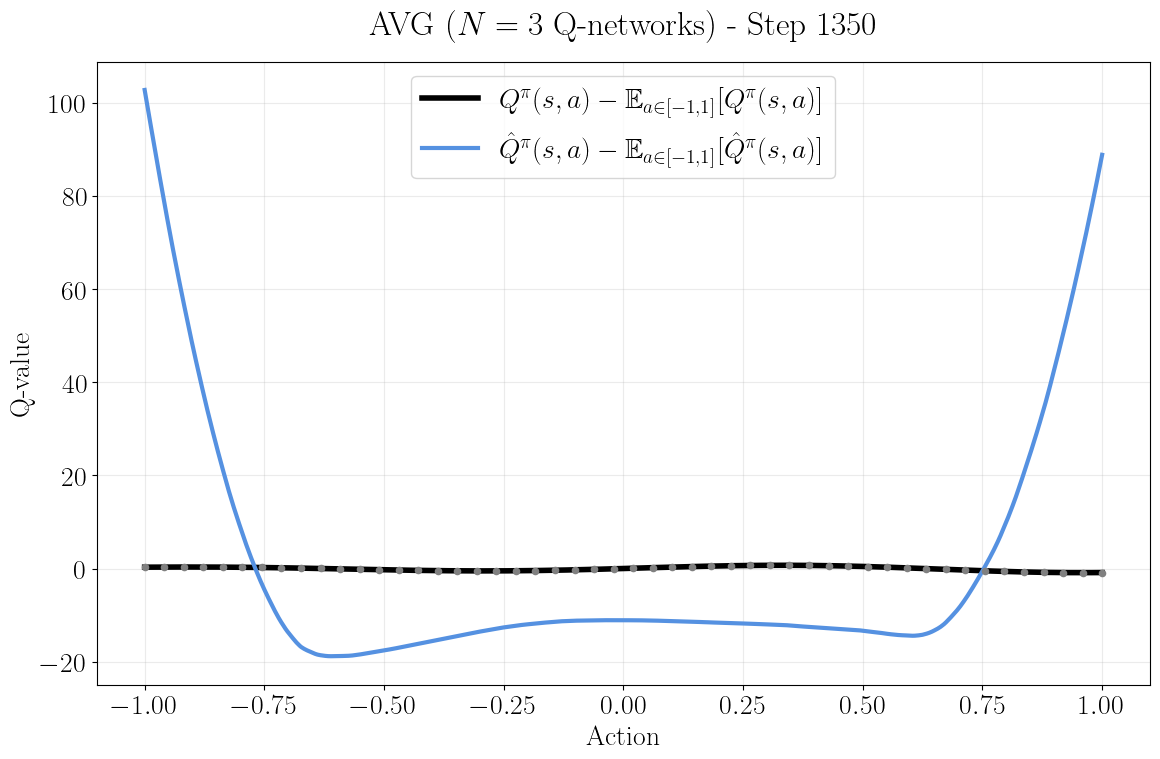 AVG (N = 3 Q-networks) - Step 1350
Q^π(s, a) − 𝔼_{a∈[−1,1]}[Q^π(s, a)]
Q̂^π(s, a) − 𝔼_{a∈[−1,1]}[Q̂^π(s, a)]
100
80
60
40
20
0
−20
Q-value
−1.00 −0.75 −0.50 −0.25 0.00 0.25 0.50 0.75 1.00
Action